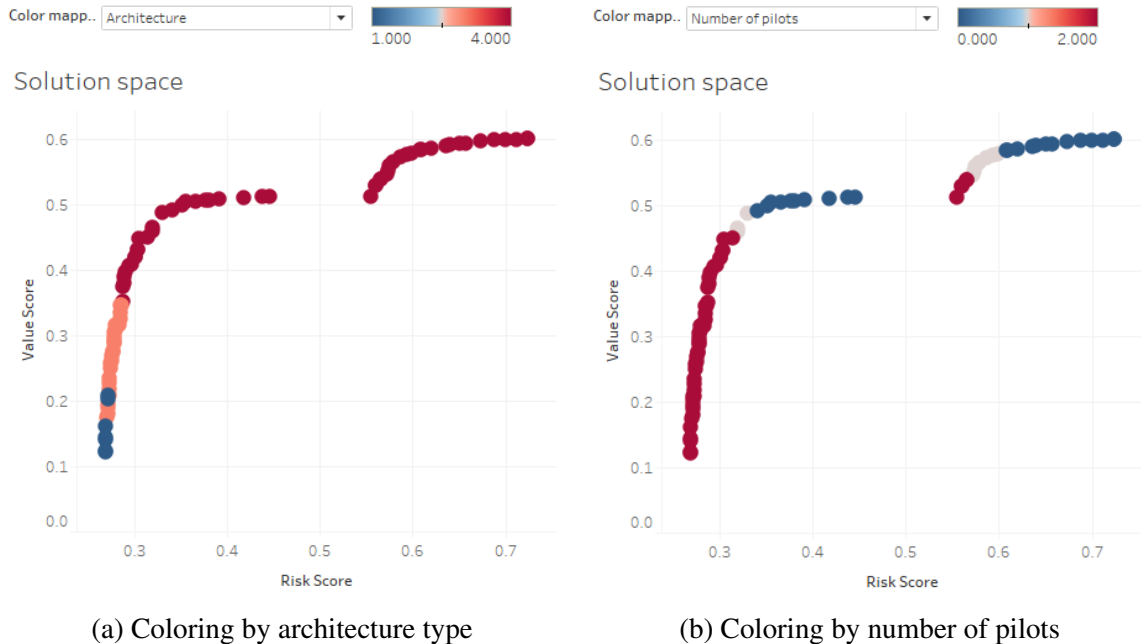 Color mapp.. Architecture
1.000 4.000
Solution space
Value Score
0.6
0.5
0.4
0.3
0.2
0.1
0.0
0.3 0.4 0.5 0.6 0.7
Risk Score
(a) Coloring by architecture type
Color mapp.. Number of pilots
0.000 2.000
Solution space
Value Score
0.6
0.5
0.4
0.3
0.2
0.1
0.0
0.3 0.4 0.5 0.6 0.7
Risk Score
(b) Coloring by number of pilots